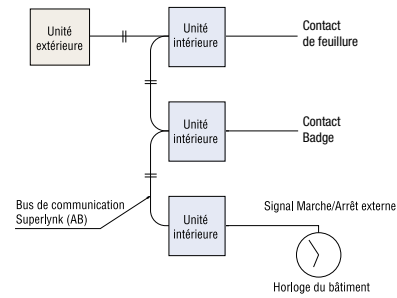 Unité
extérieure
Unité
intérieure
Contact
de feuillure
Unité
intérieure
Contact
Badge
Bus de communication
Superlynk (AB)
Unité
intérieure
Signal Marche/Arrêt externe
Horloge du bâtiment